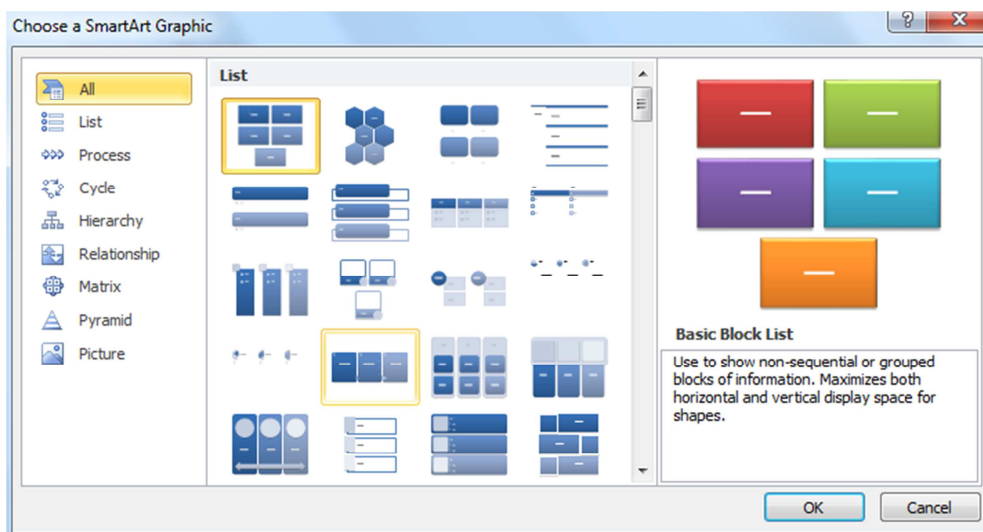 Choose a SmartArt Graphic
?
All
List
Process
Cycle
Hierarchy
Relationship
Matrix
Pyramid
Picture
List
Basic Block List
Use to show non-sequential or grouped
blocks of information. Maximizes both
horizontal and vertical display space for
shapes.
OK
Cancel